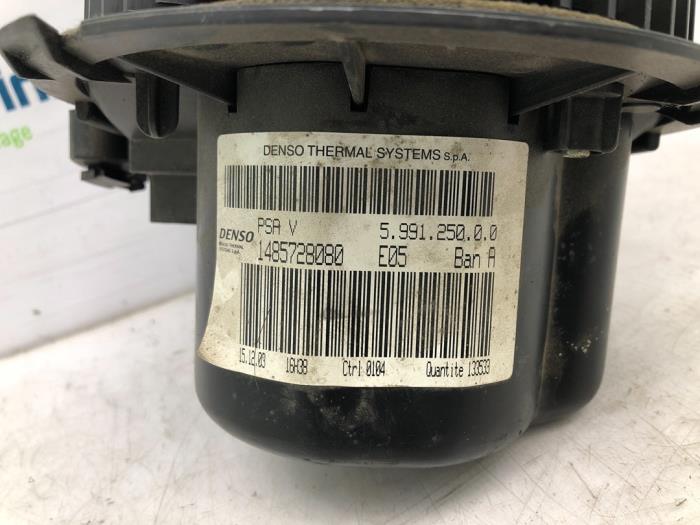 DENSO THERMAL SYSTEMS S.p.A.
PSA V 5.991.250.0.0
DENSO
1485728080 E05 Ban A
15.12.09 16H38 Ctrl 0104 Quantite 133533